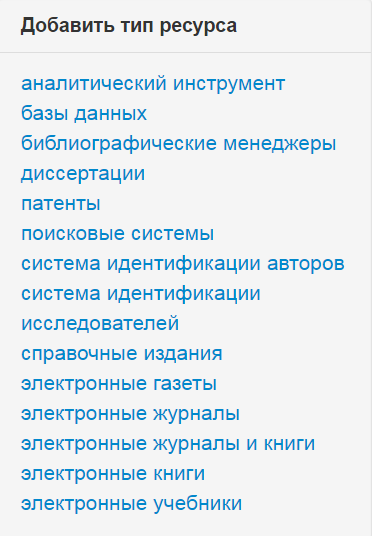 Добавить тип ресурса
аналитический инструмент
базы данных
библиографические менеджеры
диссертации
патенты
поисковые системы
система идентификации авторов
система идентификации
исследователей
справочные издания
электронные газеты
электронные журналы
электронные журналы и книги
электронные книги
электронные учебники